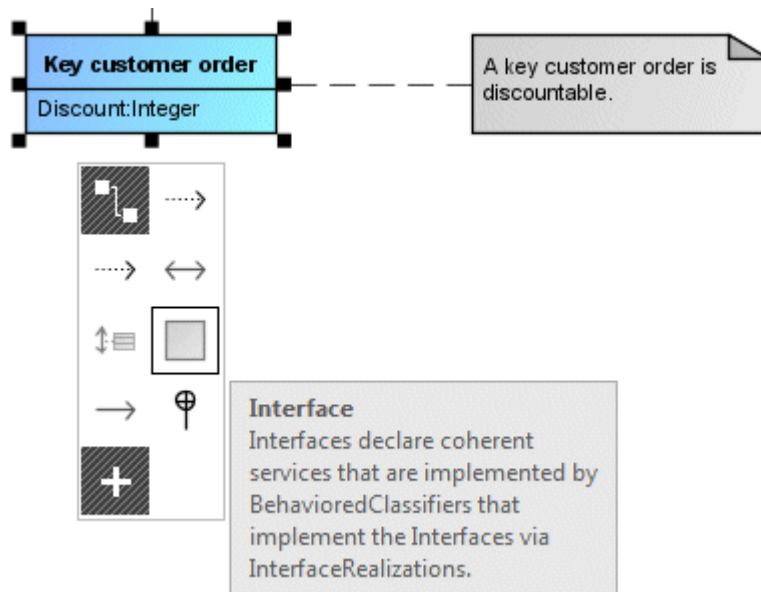 Key customer order
Discount:Integer
A key customer order is
discountable.
Interface
Interfaces declare coherent
services that are implemented by
BehavioredClassifiers that
implement the Interfaces via
InterfaceRealizations.